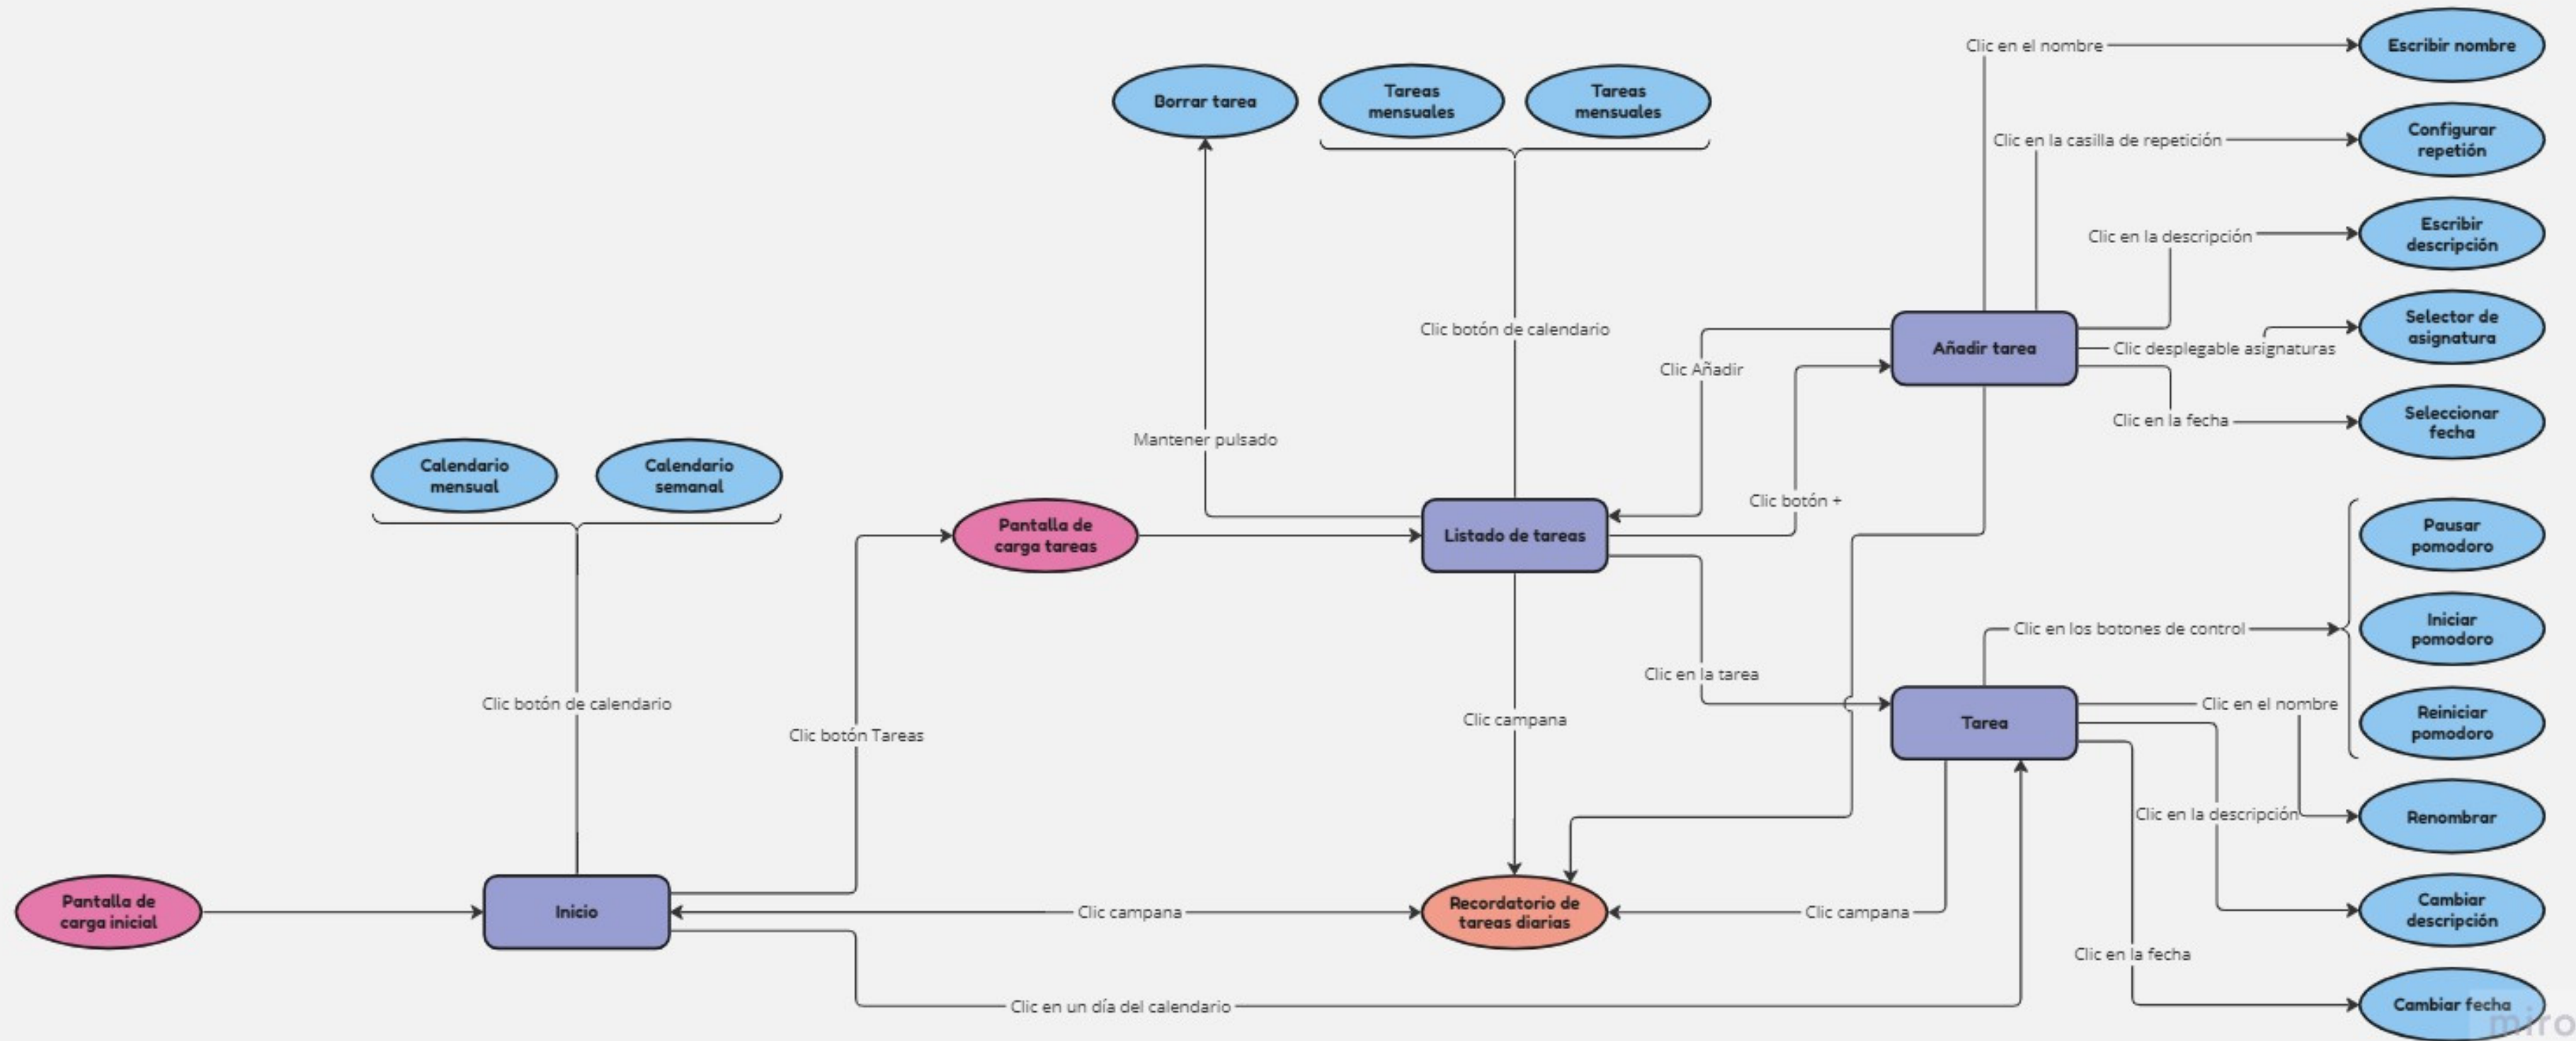 Clic en el nombre
Escribir nombre
Borrar tarea
Tareas
mensuales
Tareas
mensuales
Clic en la casilla de repetición
Configurar
repetión
Clic en la descripción
Escribir
descripción
Clic botón de calendario
Clic Añadir
Añadir tarea
Clic desplegable asignaturas
Selector de
asignatura
Clic en la fecha
Seleccionar
fecha
Mantener pulsado
Clic botón +
Calendario
mensual
Calendario
semanal
Pantalla de
carga tareas
Listado de tareas
Pausar
pomodoro
Clic en los botones de control
Iniciar
pomodoro
Clic en la tarea
Clic botón de calendario
Clic botón Tareas
Clic campana
Tarea
Clic en el nombre
Reiniciar
pomodoro
Clic en la descripción
Renombrar
Pantalla de
carga inicial
Inicio
Clic campana
Recordatorio de
tareas diarias
Clic campana
Cambiar
descripción
Clic en la fecha
Clic en un día del calendario
Cambiar fecha
miro